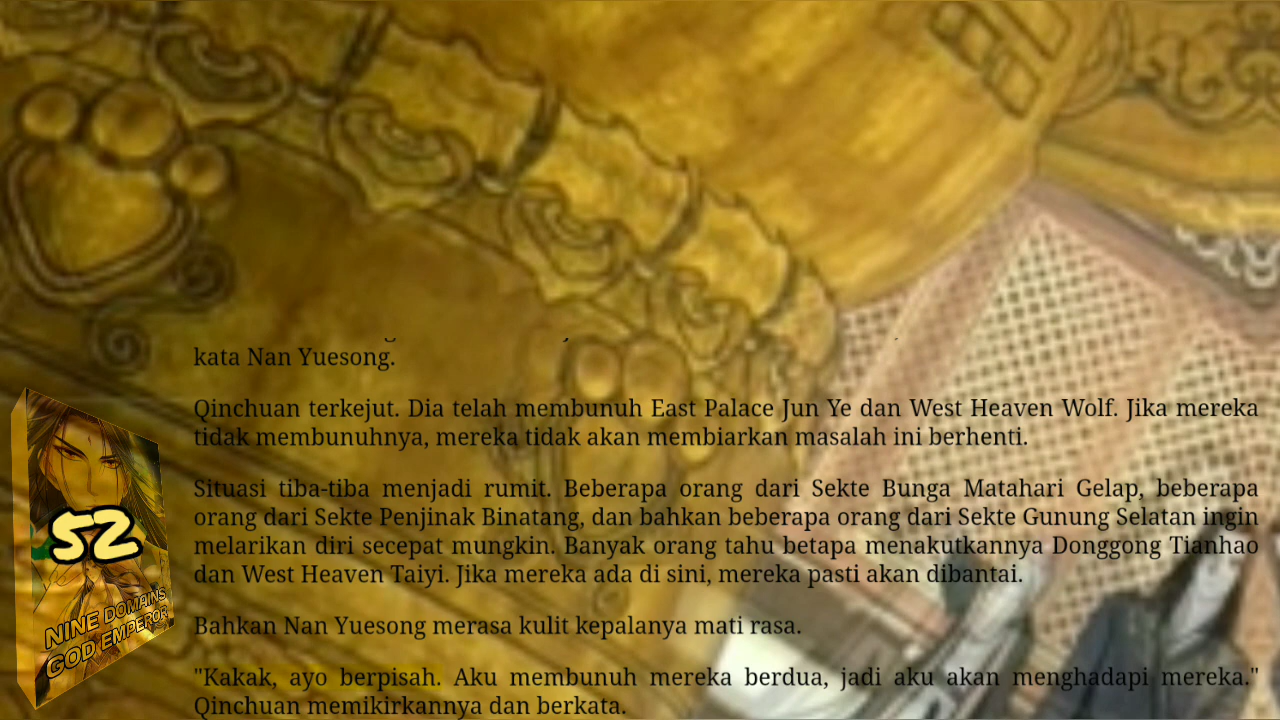 kata Nan Yuesong.
Qinchuan terkejut. Dia telah membunuh East Palace Jun Ye dan West Heaven Wolf. Jika mereka
tidak membunuhnya, mereka tidak akan membiarkan masalah ini berhenti.
Situasi tiba-tiba menjadi rumit. Beberapa orang dari Sekte Bunga Matahari Gelap, beberapa
orang dari Sekte Penjinak Binatang, dan bahkan beberapa orang dari Sekte Gunung Selatan ingin
melarikan diri secepat mungkin. Banyak orang tahu betapa menakutkannya Donggong Tianhao
dan West Heaven Taiyi. Jika mereka ada di sini, mereka pasti akan dibantai.
Bahkan Nan Yuesong merasa kulit kepalanya mati rasa.
"Kakak, ayo berpisah. Aku membunuh mereka berdua, jadi aku akan menghadapi mereka."
Qinchuan memikirkannya dan berkata.
52
NINE DOMAINS
GOD EMPEROR